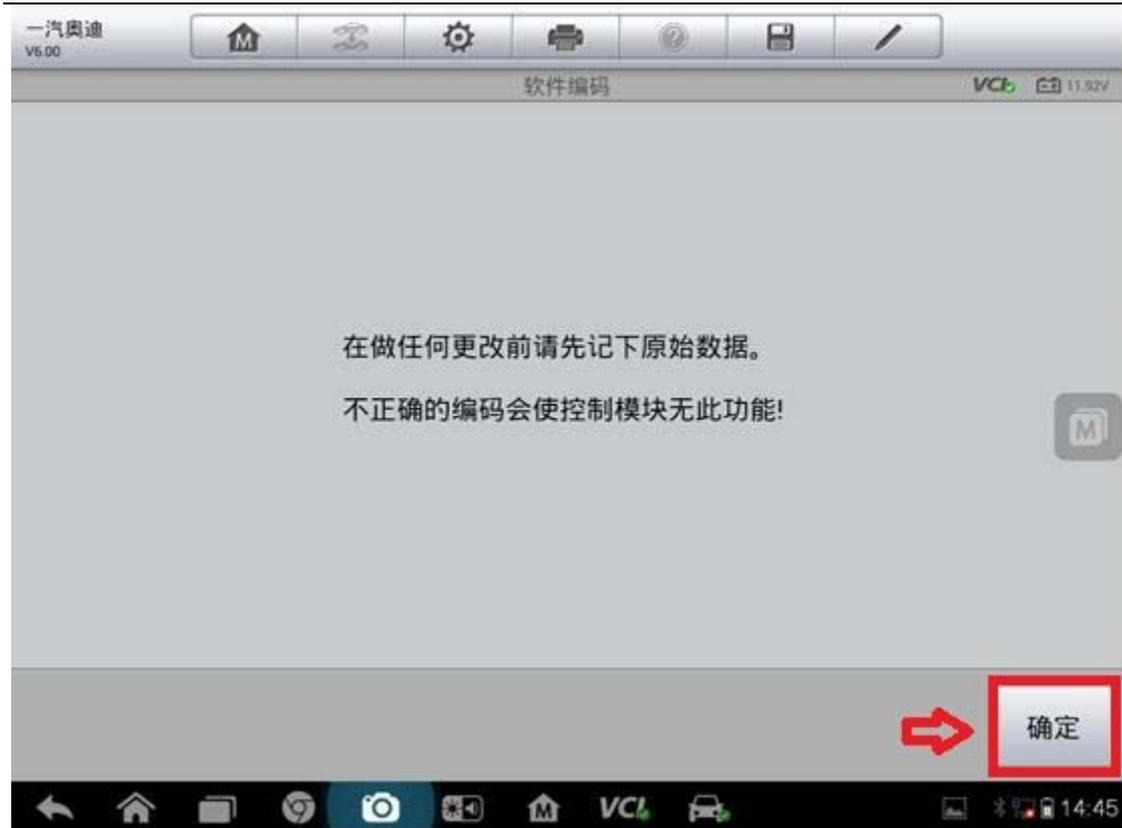 一汽奥迪
V6.00
M
软件编码
VCI 11.92V
在做任何更改前请先记下原始数据。
不正确的编码会使控制模块无此功能!
M
确定
M VCI 14:45